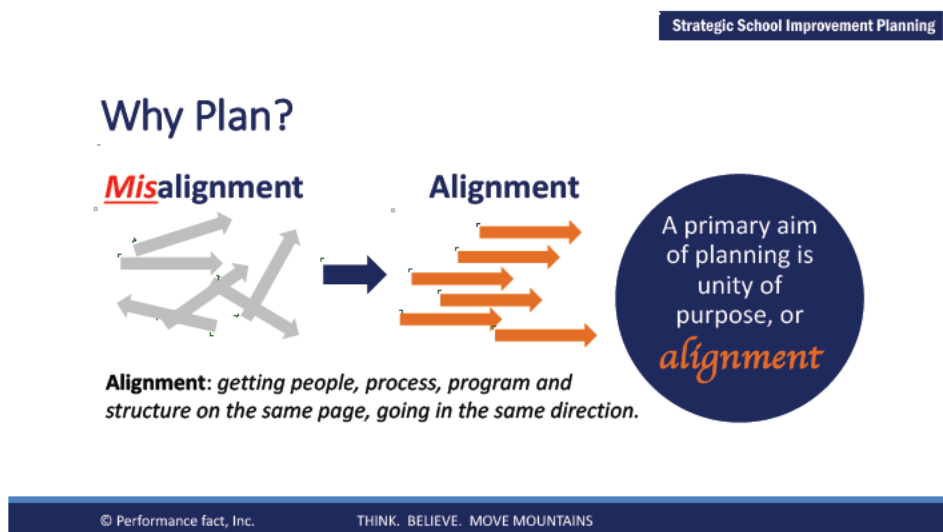 Strategic School Improvement Planning
Why Plan?
Misalignment
Alignment
A primary aim
of planning is
unity of
purpose, or
alignment
Alignment: getting people, process, program and
structure on the same page, going in the same direction.
© Performance fact, Inc.
THINK. BELIEVE. MOVE MOUNTAINS